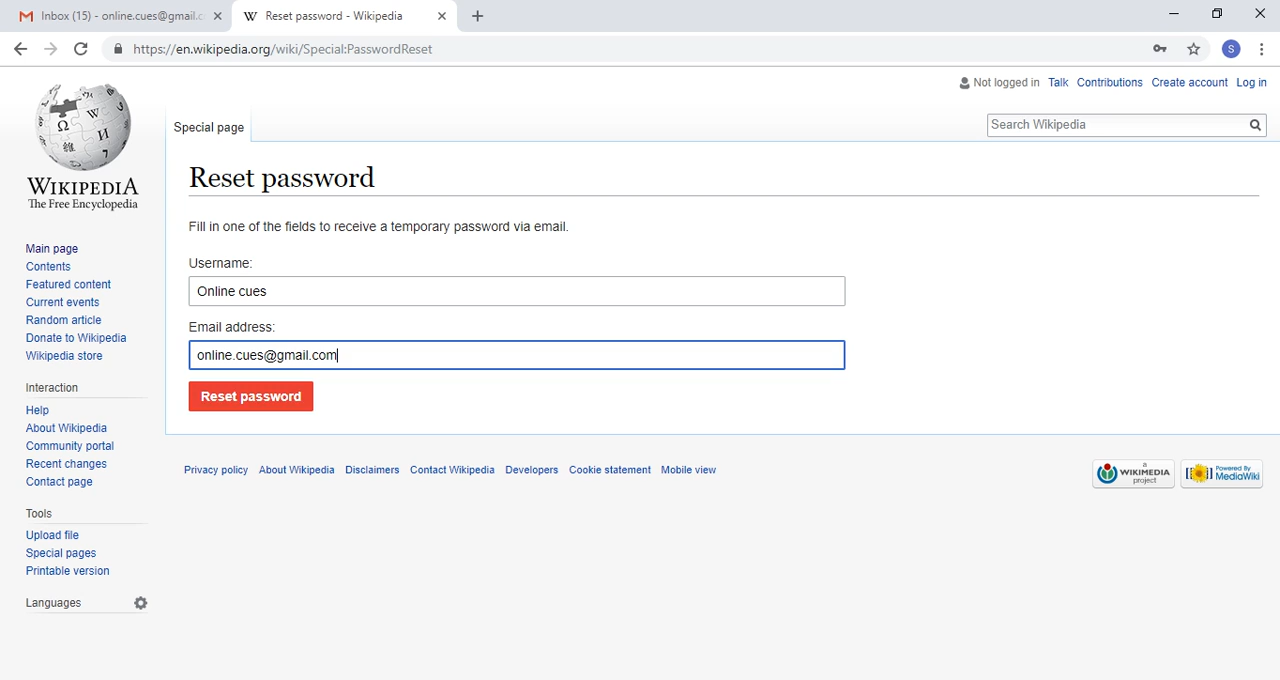 Inbox (15) - online.cues@gmail.c
Reset password - Wikipedia
https://en.wikipedia.org/wiki/Special:PasswordReset
S
Not logged in Talk Contributions Create account Log in
Special page
Search Wikipedia
WIKIPEDIA
The Free Encyclopedia
Reset password
Fill in one of the fields to receive a temporary password via email.
Username:
Online cues
Email address:
online.cues@gmail.com
Reset password
Main page
Contents
Featured content
Current events
Random article
Donate to Wikipedia
Wikipedia store
Interaction
Help
About Wikipedia
Community portal
Recent changes
Contact page
Tools
Upload file
Special pages
Printable version
Languages
Privacy policy About Wikipedia Disclaimers Contact Wikipedia Developers Cookie statement Mobile view
a
WIKIMEDIA
project
Powered By
MediaWiki